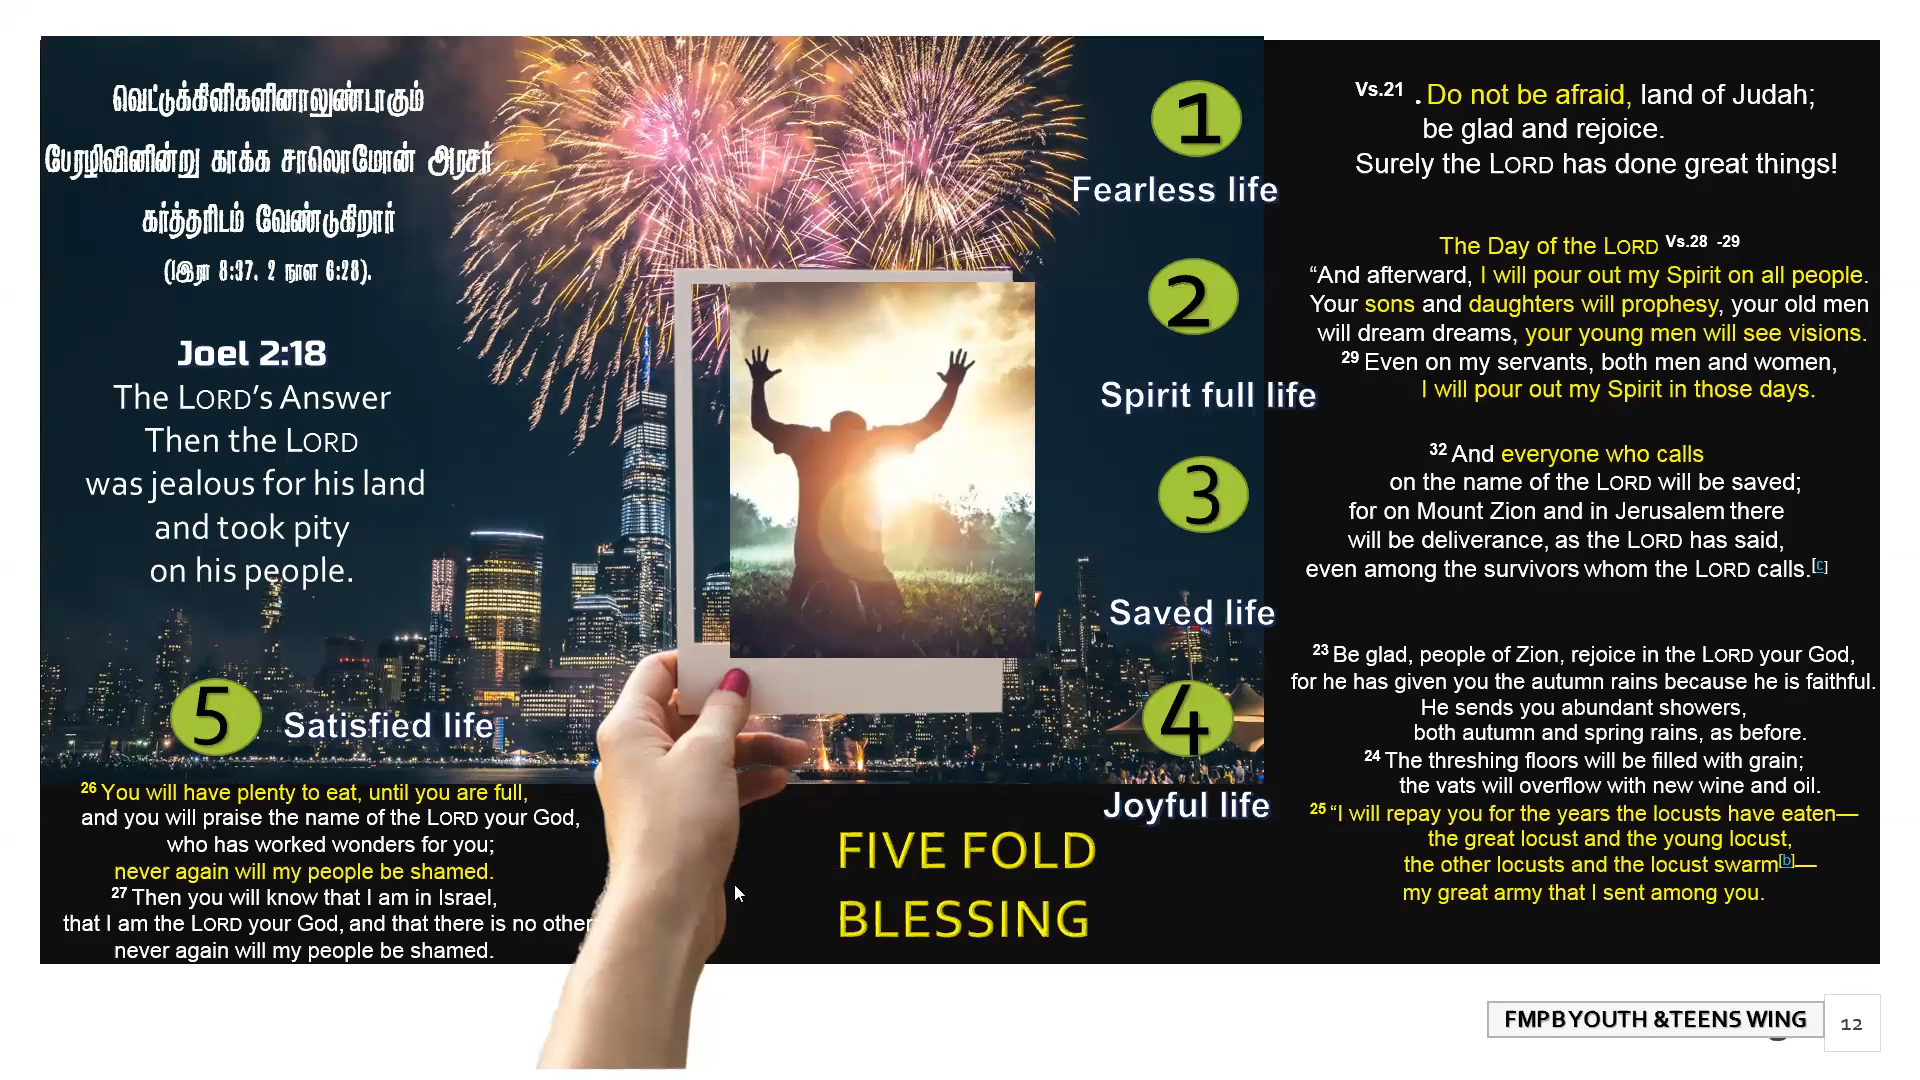 வெட்டுக்கிளிகளினாலுண்டாகும்
பேரழிவினின்று காக்க சாலொமோன் அரசர்
கர்த்தரிடம் வேண்டுகிறார்
(1இரா 8:37. 2 நாள 6:28).
Joel 2:18
The LORD’s Answer
Then the LORD
was jealous for his land
and took pity
on his people.
5 Satisfied life
26 You will have plenty to eat, until you are full,
and you will praise the name of the LORD your God,
who has worked wonders for you;
never again will my people be shamed.
27 Then you will know that I am in Israel,
that I am the LORD your God, and that there is no other
never again will my people be shamed.
FIVE FOLD
BLESSING
1
Fearless life
2
Spirit full life
3
Saved life
4
Joyful life
Vs.21 . Do not be afraid, land of Judah;
be glad and rejoice.
Surely the LORD has done great things!
The Day of the LORD Vs.28 -29
“And afterward, I will pour out my Spirit on all people.
Your sons and daughters will prophesy, your old men
will dream dreams, your young men will see visions.
29 Even on my servants, both men and women,
I will pour out my Spirit in those days.
32 And everyone who calls
on the name of the LORD will be saved;
for on Mount Zion and in Jerusalem there
will be deliverance, as the LORD has said,
even among the survivors whom the LORD calls.[c]
23 Be glad, people of Zion, rejoice in the LORD your God,
for he has given you the autumn rains because he is faithful.
He sends you abundant showers,
both autumn and spring rains, as before.
24 The threshing floors will be filled with grain;
the vats will overflow with new wine and oil.
25 “I will repay you for the years the locusts have eaten—
the great locust and the young locust,
the other locusts and the locust swarm[b]—
my great army that I sent among you.
FMPB YOUTH &TEENS WING
12